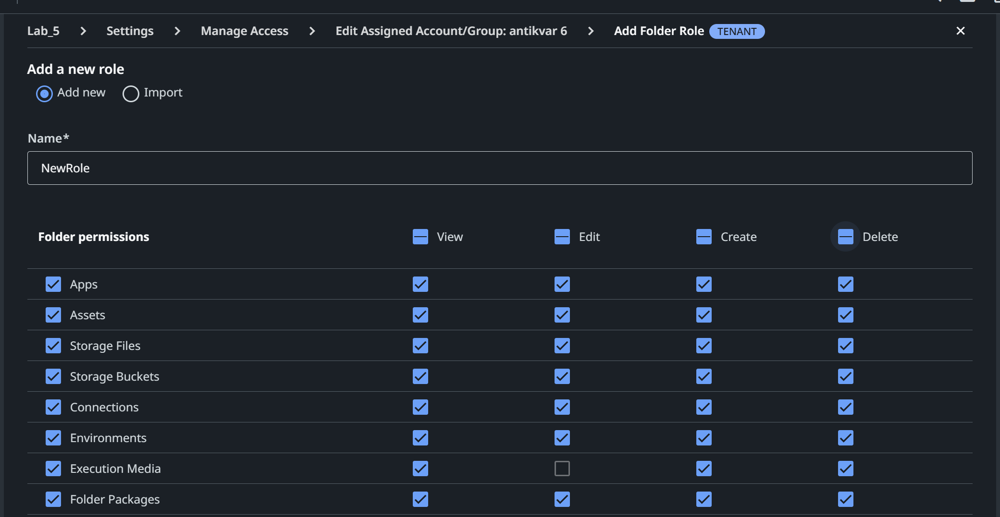 Lab_5 > Settings > Manage Access > Edit Assigned Account/Group: antikvar 6 > Add Folder Role TENANT
Add a new role
Add new Import
Name*
NewRole
Folder permissions View Edit Create Delete
Apps
Assets
Storage Files
Storage Buckets
Connections
Environments
Execution Media
Folder Packages